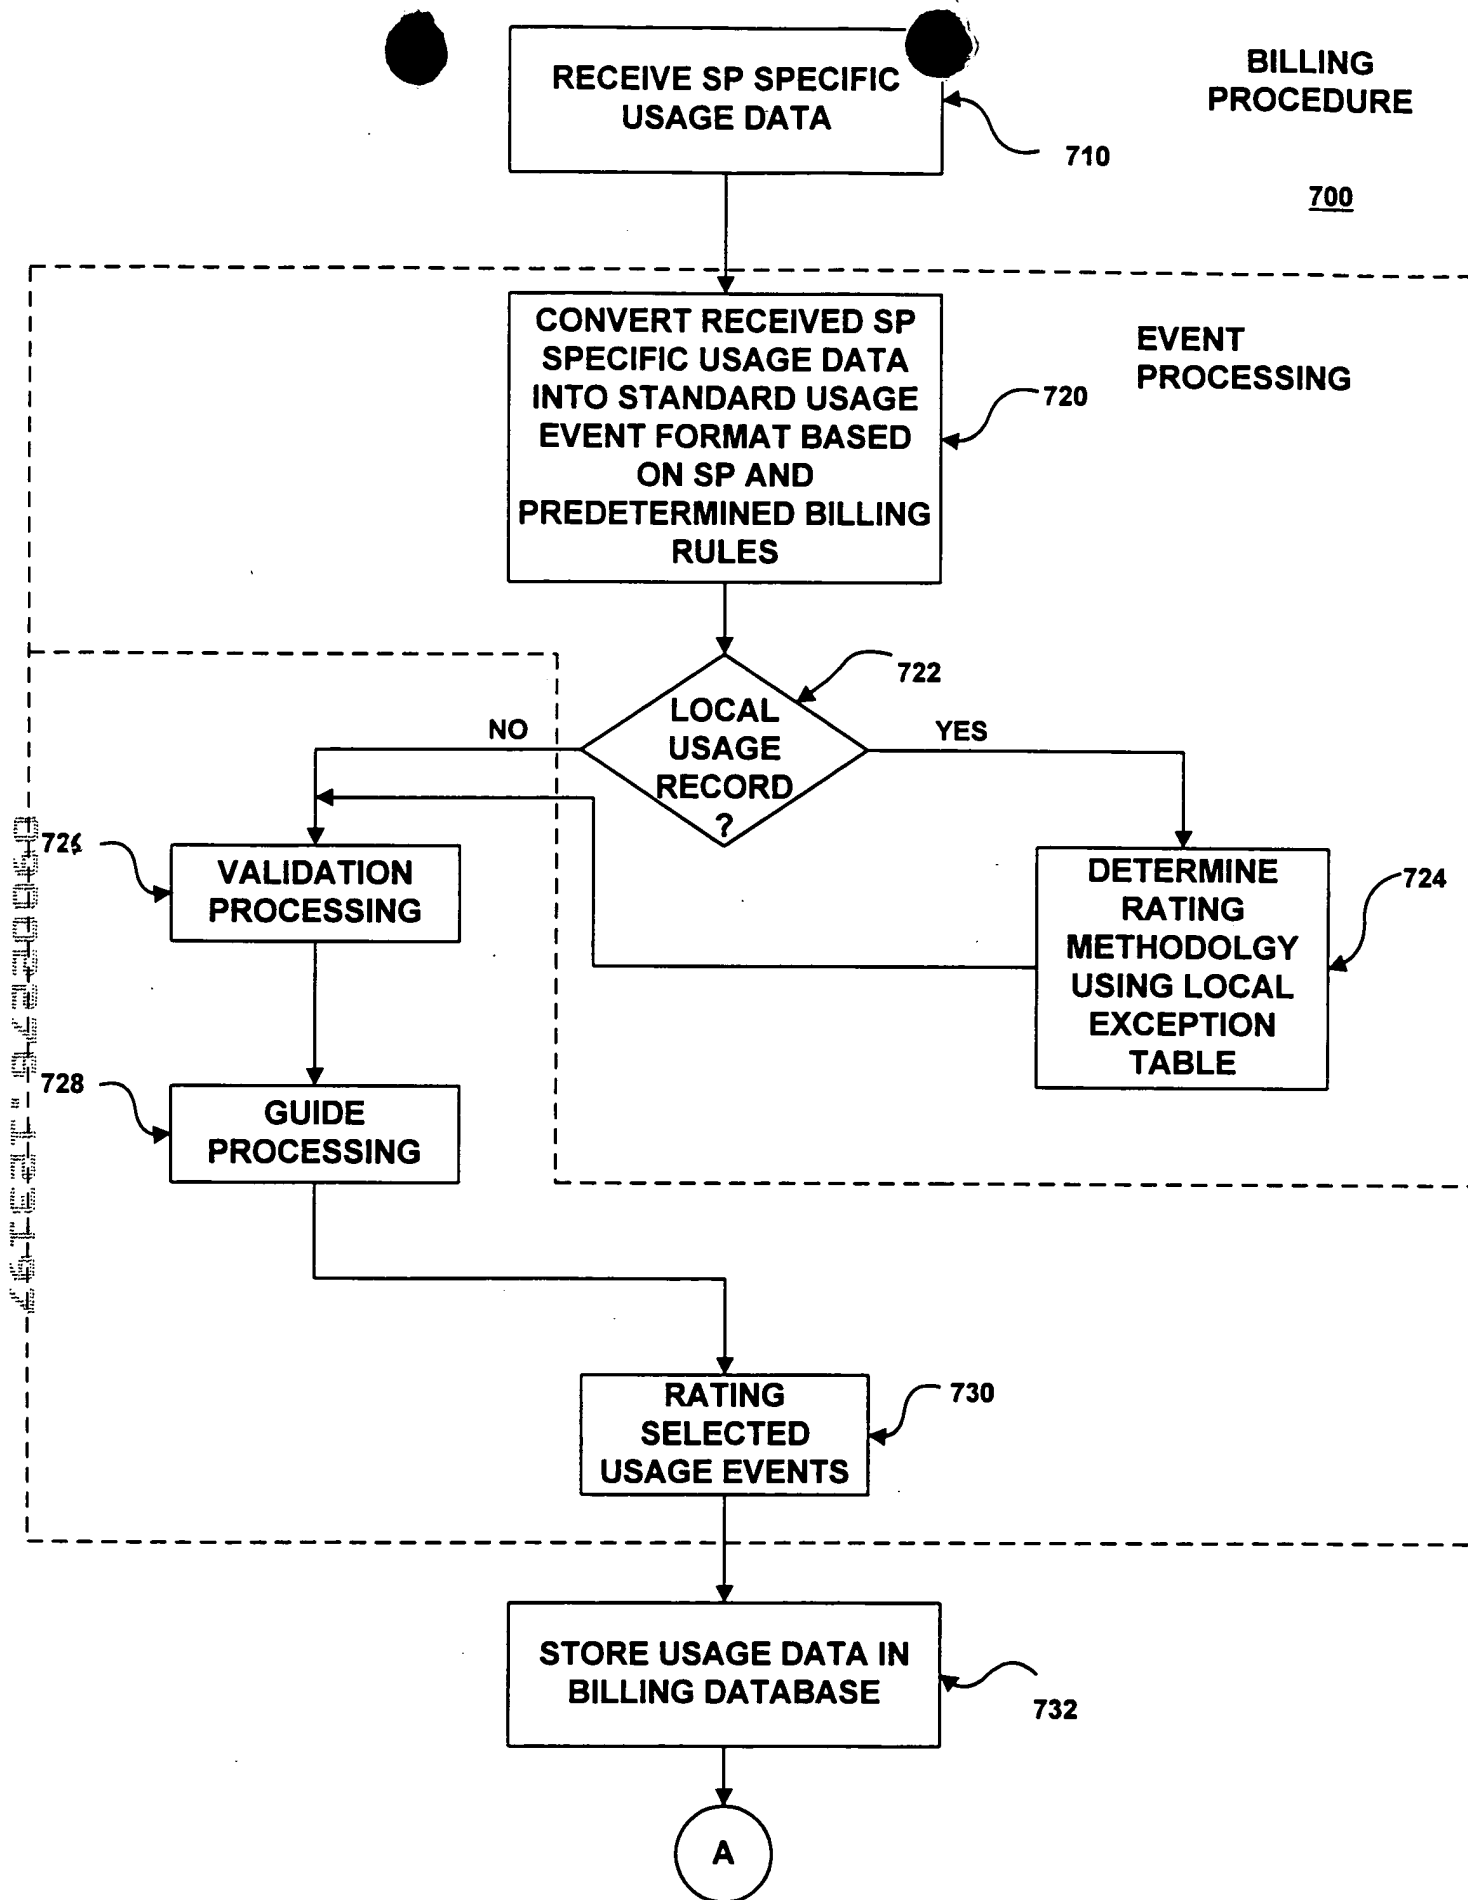 RECEIVE SP SPECIFIC
USAGE DATA
710
BILLING
PROCEDURE
700
EVENT
PROCESSING
CONVERT RECEIVED SP
SPECIFIC USAGE DATA
INTO STANDARD USAGE
EVENT FORMAT BASED
ON SP AND
PREDETERMINED BILLING
RULES
720
LOCAL
USAGE
RECORD
?
722
NO
YES
726
VALIDATION
PROCESSING
DETERMINE
RATING
METHODOLGY
USING LOCAL
EXCEPTION
TABLE
724
728
GUIDE
PROCESSING
RATING
SELECTED
USAGE EVENTS
730
STORE USAGE DATA IN
BILLING DATABASE
732
A